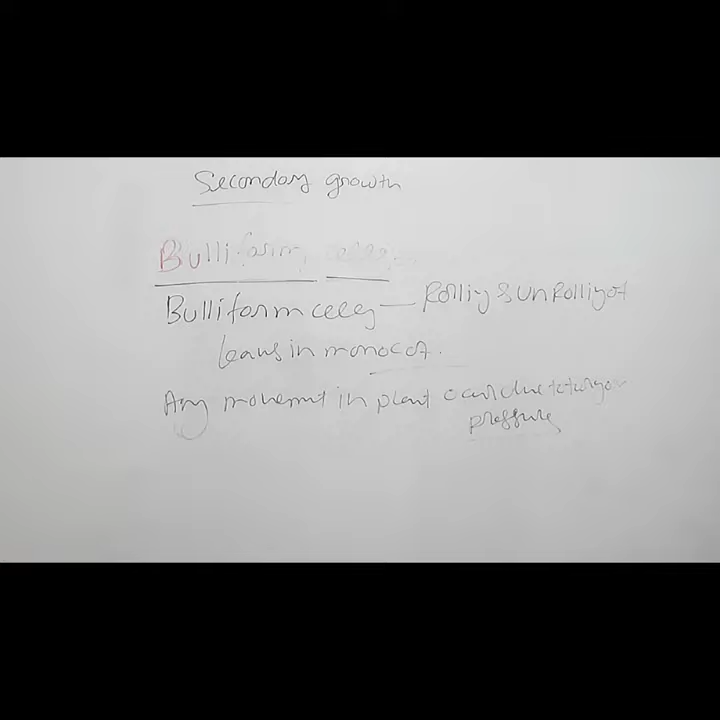 Secondary growth
Bulliform cells
Bulliform cells — Rolling & unRolling of
leaves in monocot.
Any movement in plant occur due to turgor
pressure